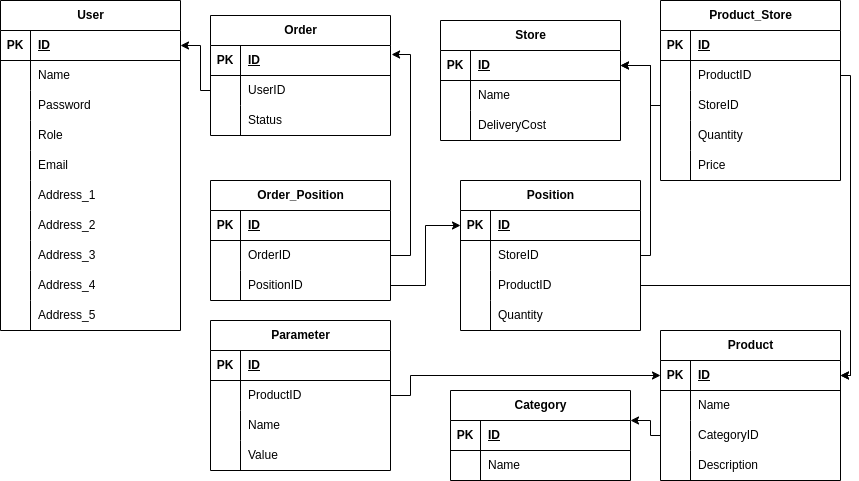 User
PK ID
Name
Password
Role
Email
Address_1
Address_2
Address_3
Address_4
Address_5
Order
PK ID
UserID
Status
Store
PK ID
Name
DeliveryCost
Product_Store
PK ID
ProductID
StoreID
Quantity
Price
Order_Position
PK ID
OrderID
PositionID
Position
PK ID
StoreID
ProductID
Quantity
Parameter
PK ID
ProductID
Name
Value
Category
PK ID
Name
Product
PK ID
Name
CategoryID
Description